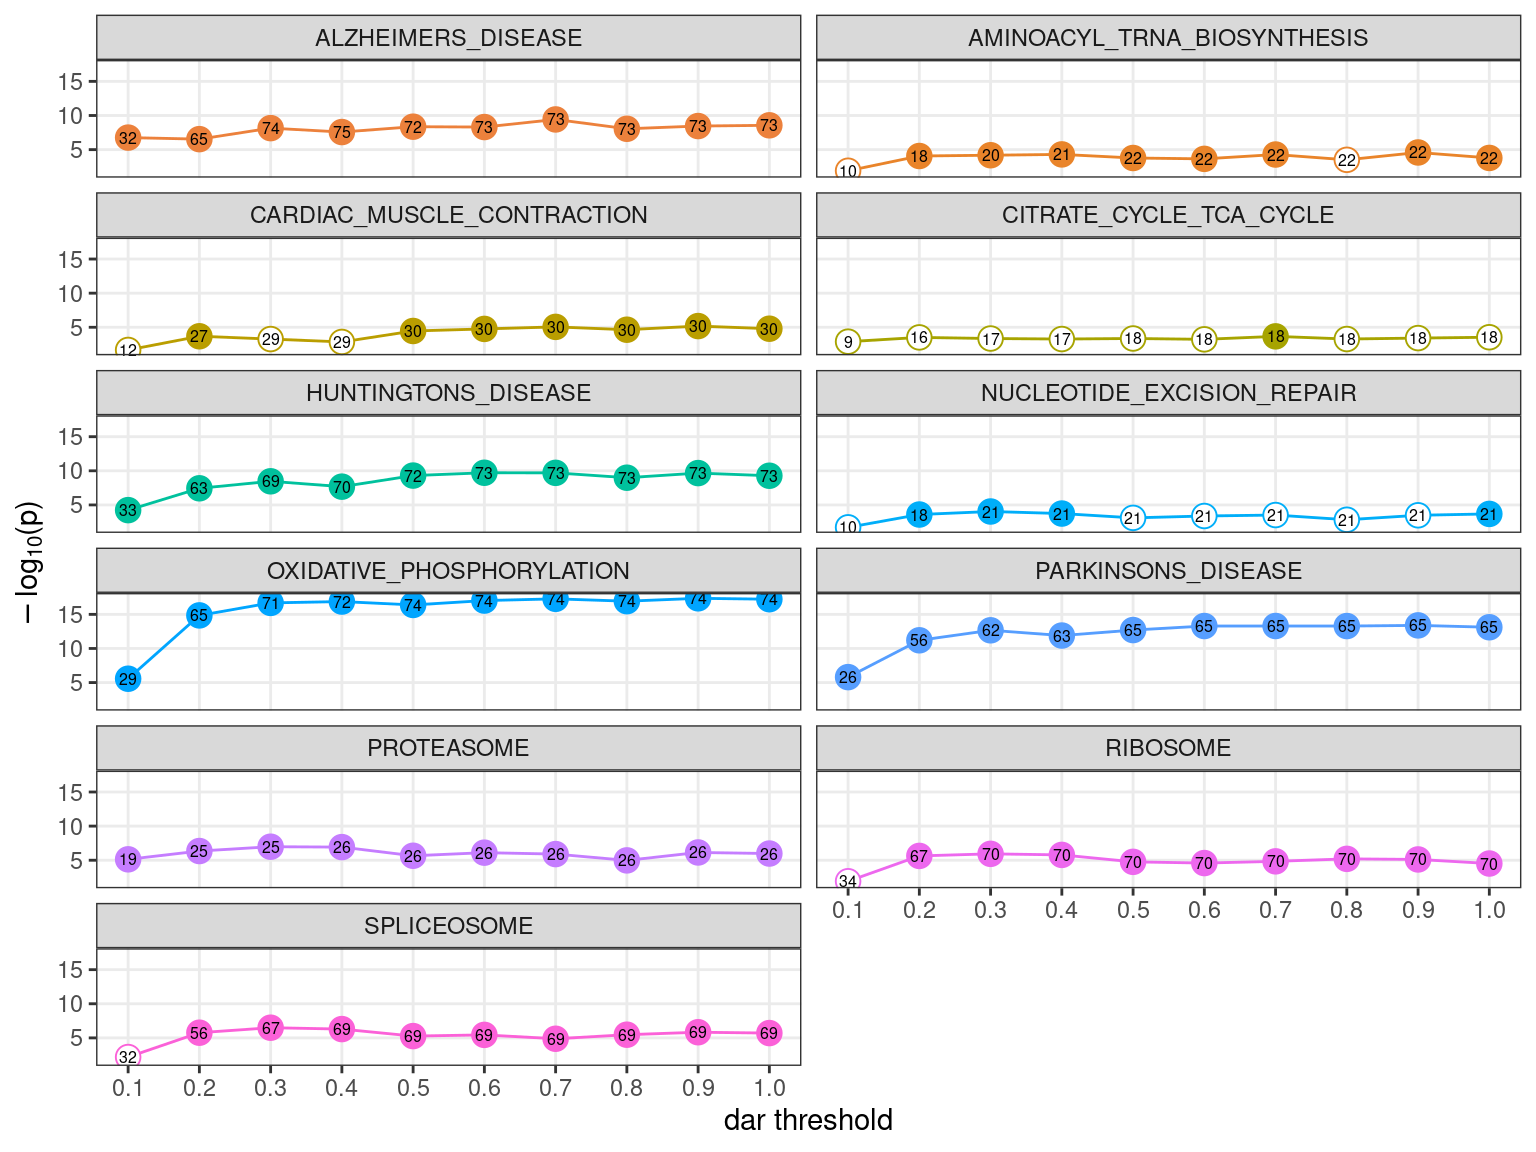 ALZHEIMERS_DISEASE
15
10
5
32 65 74 75 72 73 73 73 73 73
AMINOACYL_TRNA_BIOSYNTHESIS
10 18 20 21 22 22 22 22 22 22
CARDIAC_MUSCLE_CONTRACTION
15
10
5
12 27 29 29 30 30 30 30 30 30
CITRATE_CYCLE_TCA_CYCLE
9 16 17 17 18 18 18 18 18 18
HUNTINGTONS_DISEASE
15
10
5
33 63 69 70 72 73 73 73 73 73
NUCLEOTIDE_EXCISION_REPAIR
10 18 21 21 21 21 21 21 21 21
OXIDATIVE_PHOSPHORYLATION
15
10
5
29 65 71 72 74 74 74 74 74 74
PARKINSONS_DISEASE
26 56 62 63 65 65 65 65 65 65
PROTEASOME
15
10
5
19 25 25 26 26 26 26 26 26 26
RIBOSOME
34 67 70 70 70 70 70 70 70 70
0.1 0.2 0.3 0.4 0.5 0.6 0.7 0.8 0.9 1.0
SPLICEOSOME
15
10
5
32 56 67 69 69 69 69 69 69 69
0.1 0.2 0.3 0.4 0.5 0.6 0.7 0.8 0.9 1.0
dar threshold
− log₁₀(p)